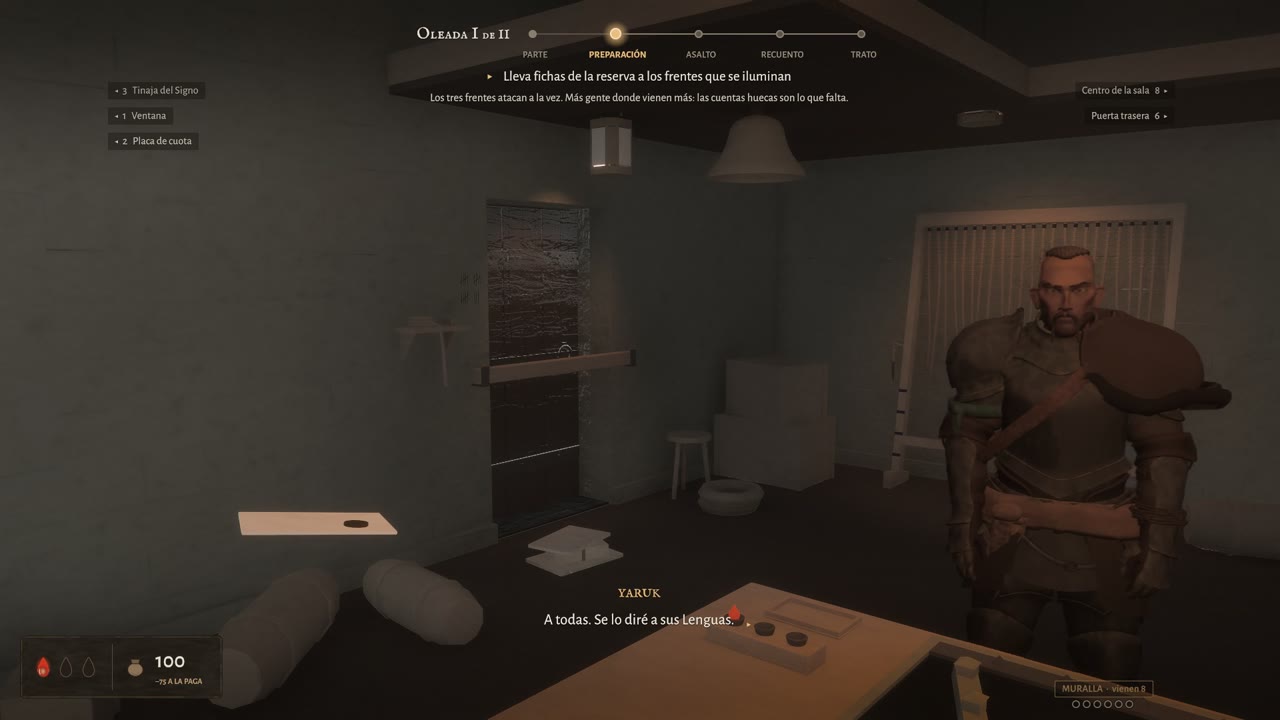 Oleada I de II
PARTE
PREPARACIÓN
ASALTO
RECUENTO
TRATO
▸ Lleva fichas de la reserva a los frentes que se iluminan
Los tres frentes atacan a la vez. Más gente donde vienen más: las cuentas huecas son lo que falta.
◂ 3 Tinaja del Signo
◂ 1 Ventana
◂ 2 Placa de cuota
Centro de la sala 8 ▸
Puerta trasera 6 ▸
YARUK
A todas. Se lo diré a sus Lenguas.
100
−75 A LA PAGA
MURALLA · vienen 8